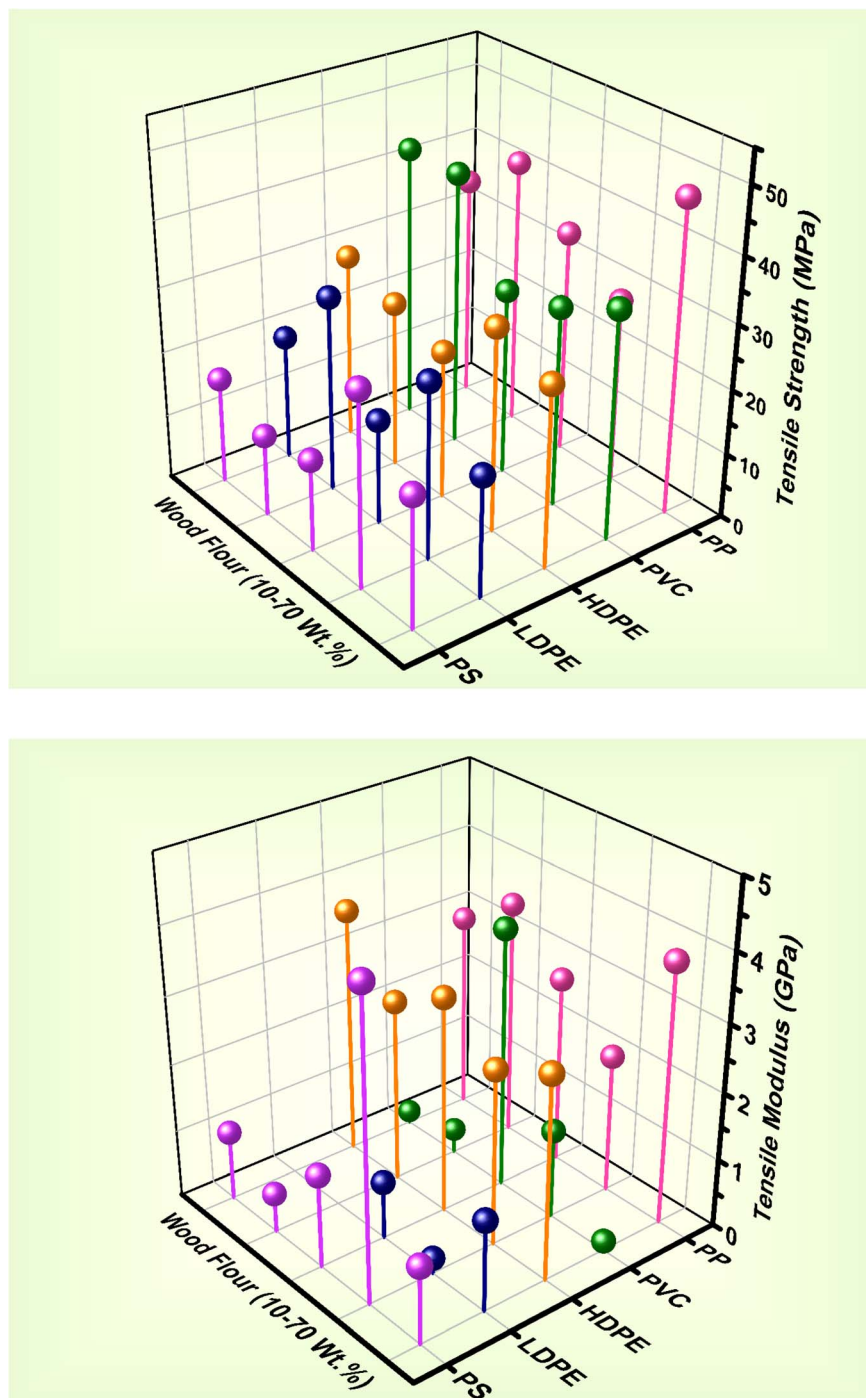 50
40
30
20
10
0
Tensile Strength (MPa)
Wood Flour (10-70 Wt.%)
PS
LDPE
HDPE
PVC
PP
5
4
3
2
1
0
Tensile Modulus (GPa)
Wood Flour (10-70 Wt.%)
PS
LDPE
HDPE
PVC
PP